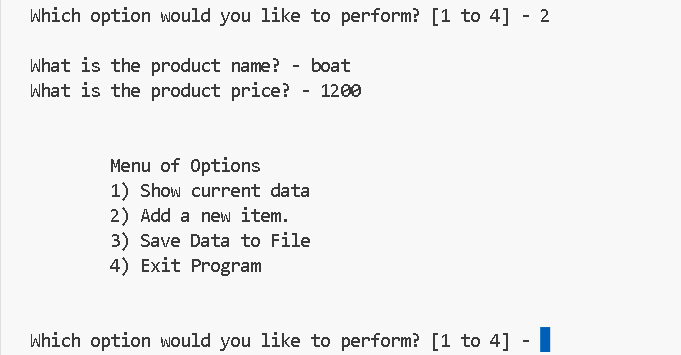 Which option would you like to perform? [1 to 4] - 2
What is the product name? - boat
What is the product price? - 1200
Menu of Options
1) Show current data
2) Add a new item.
3) Save Data to File
4) Exit Program
Which option would you like to perform? [1 to 4] -